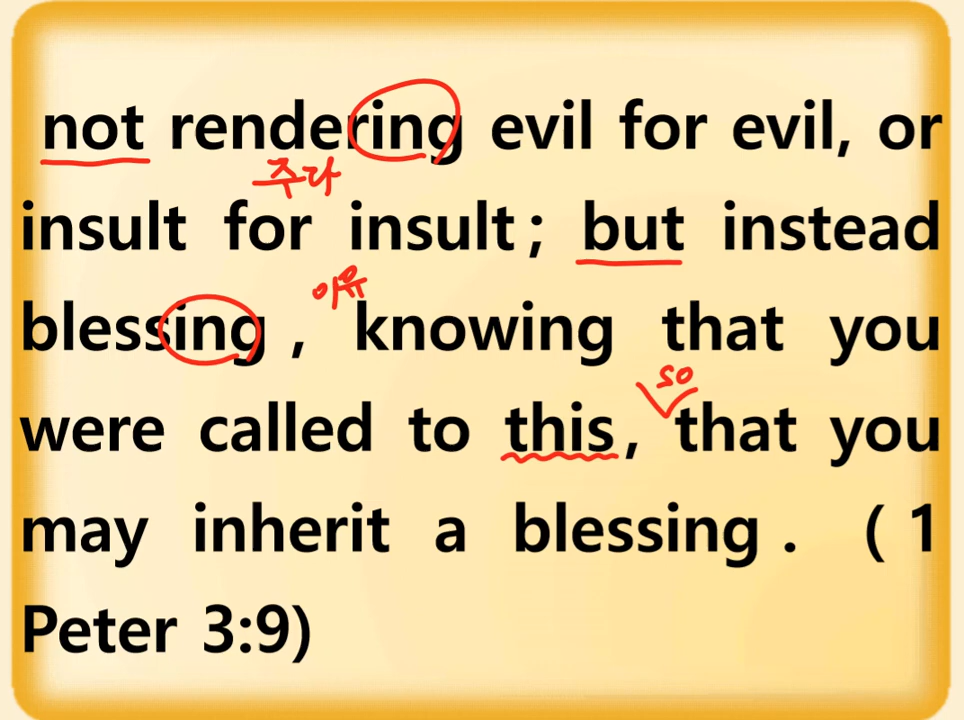 not rendering evil for evil, or
주다
insult for insult; but instead
이유
blessing, knowing that you
so
were called to this, that you
may inherit a blessing. (1
Peter 3:9)